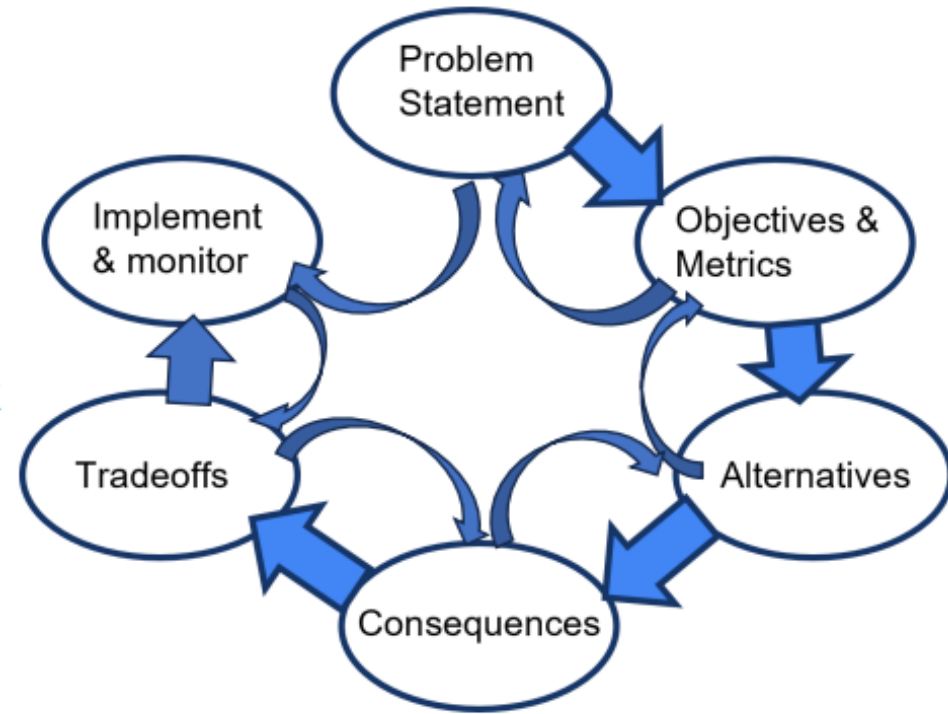 Problem
Statement
Objectives &
Metrics
Alternatives
Consequences
Tradeoffs
Implement
& monitor